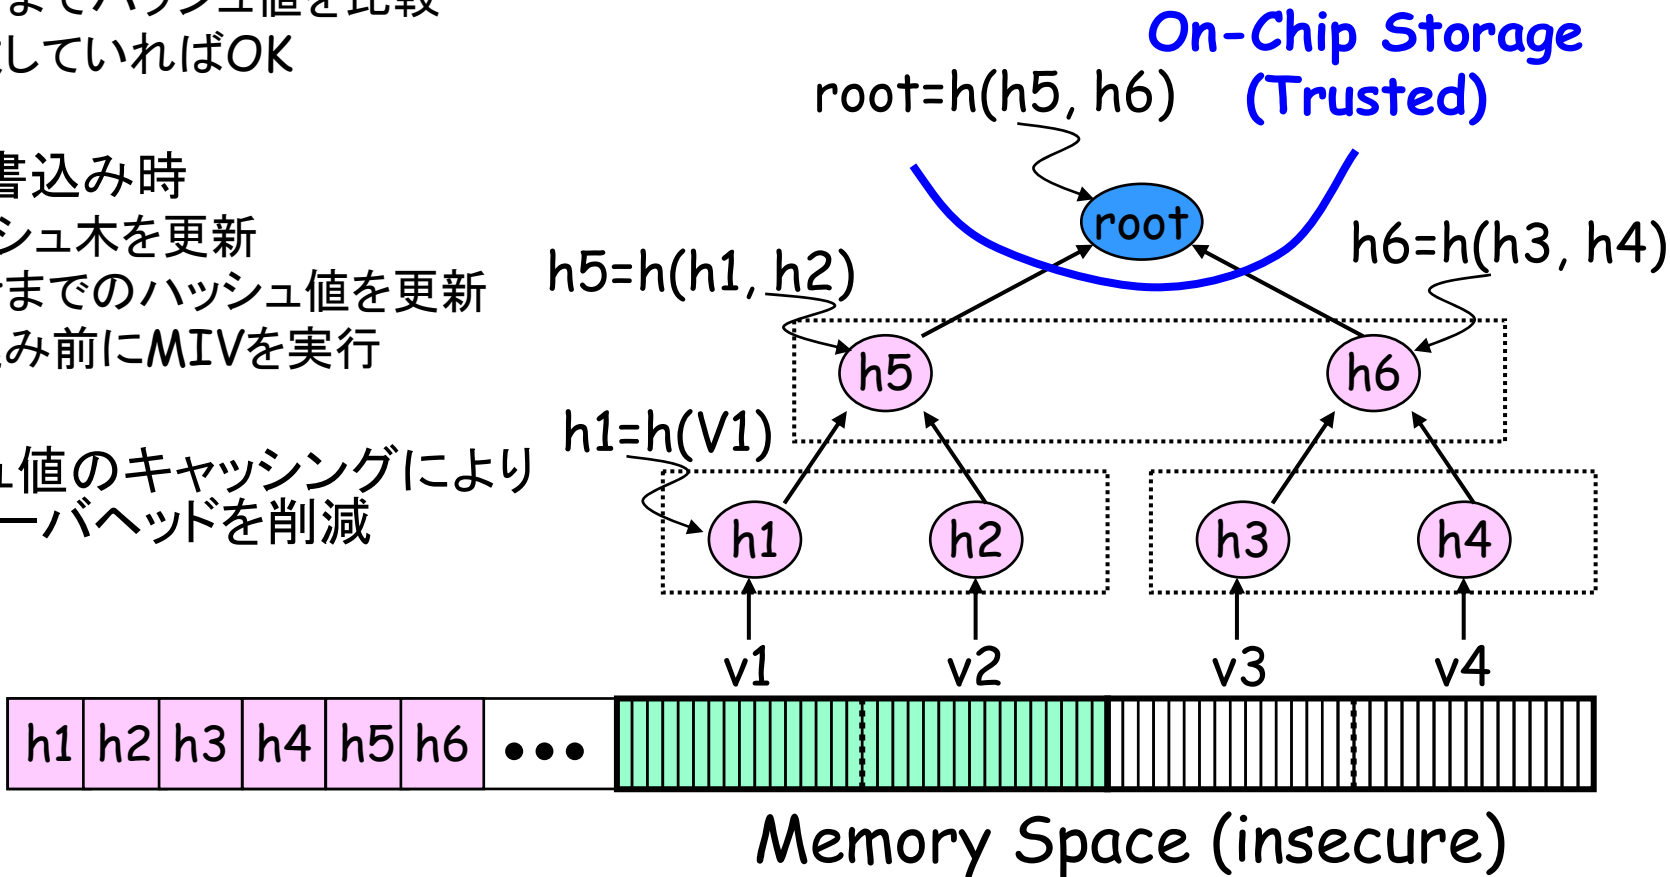 までハッシュ値を比較
していればOK
書込み時
シュ木を更新
までのハッシュ値を更新
み前にMIVを実行
値のキャッシングにより
ーバヘッドを削減
On-Chip Storage
(Trusted)
root=h(h5, h6)
root
h5=h(h1, h2)
h6=h(h3, h4)
h5
h6
h1=h(V1)
h1
h2
h3
h4
v1
v2
v3
v4
h1 h2 h3 h4 h5 h6 •••
Memory Space (insecure)